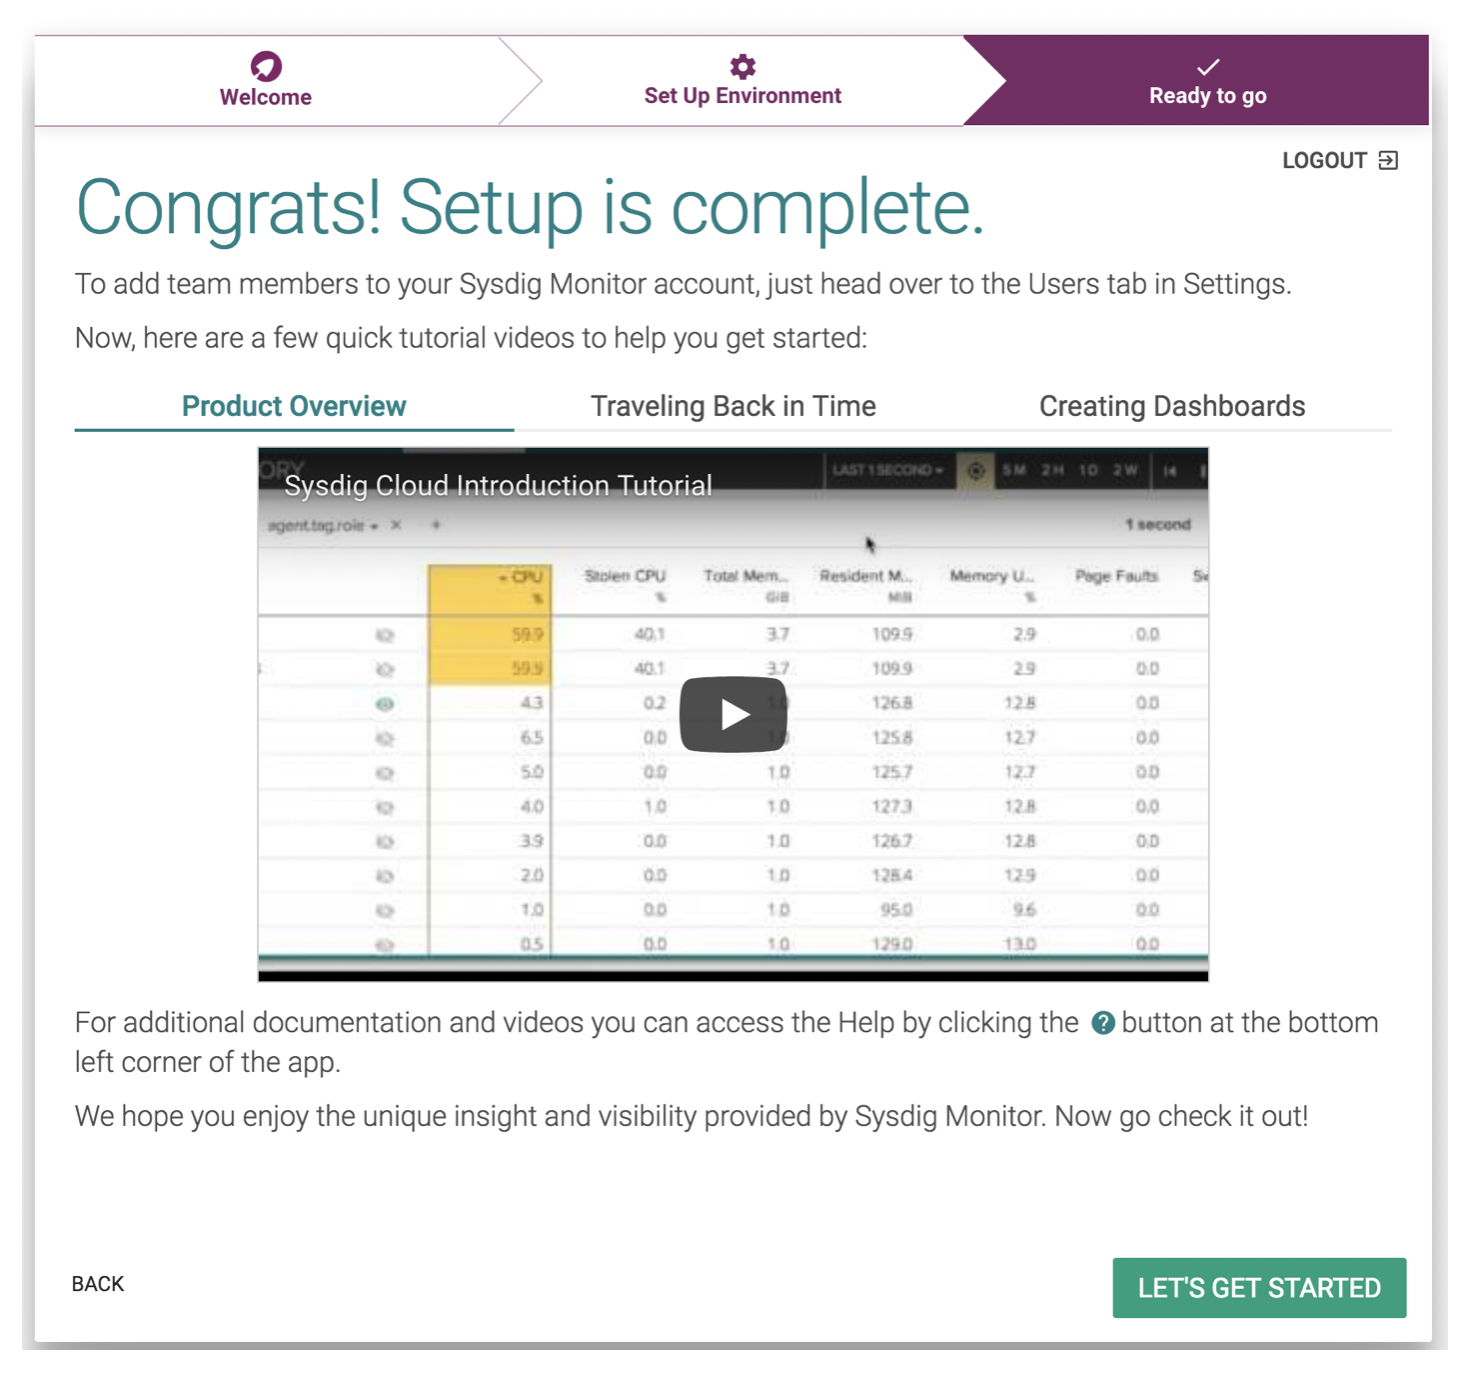 Welcome
Set Up Environment
Ready to go
LOGOUT
Congrats! Setup is complete.
To add team members to your Sysdig Monitor account, just head over to the Users tab in Settings.
Now, here are a few quick tutorial videos to help you get started:
Product Overview Traveling Back in Time Creating Dashboards
ORY LAST 1 SECOND 5 M 2 H 1 D 2 W
Sysdig Cloud Introduction Tutorial
agent.tag.role × + 1 second
CPU Stolen CPU Total Mem... Resident M... Memory U... Page Faults
% % GiB MiB %
59.9 40.1 3.7 109.9 2.9 0.0
59.9 40.1 3.7 109.9 2.9 0.0
4.3 0.2 126.8 12.8 0.0
6.5 0.0 125.8 12.7 0.0
5.0 0.0 1.0 125.7 12.7 0.0
4.0 1.0 1.0 127.3 12.8 0.0
3.9 0.0 1.0 126.7 12.8 0.0
2.0 0.0 1.0 128.4 12.9 0.0
1.0 0.0 1.0 95.0 9.6 0.0
0.5 0.0 1.0 129.0 13.0 0.0
For additional documentation and videos you can access the Help by clicking the ? button at the bottom
left corner of the app.
We hope you enjoy the unique insight and visibility provided by Sysdig Monitor. Now go check it out!
BACK
LET'S GET STARTED